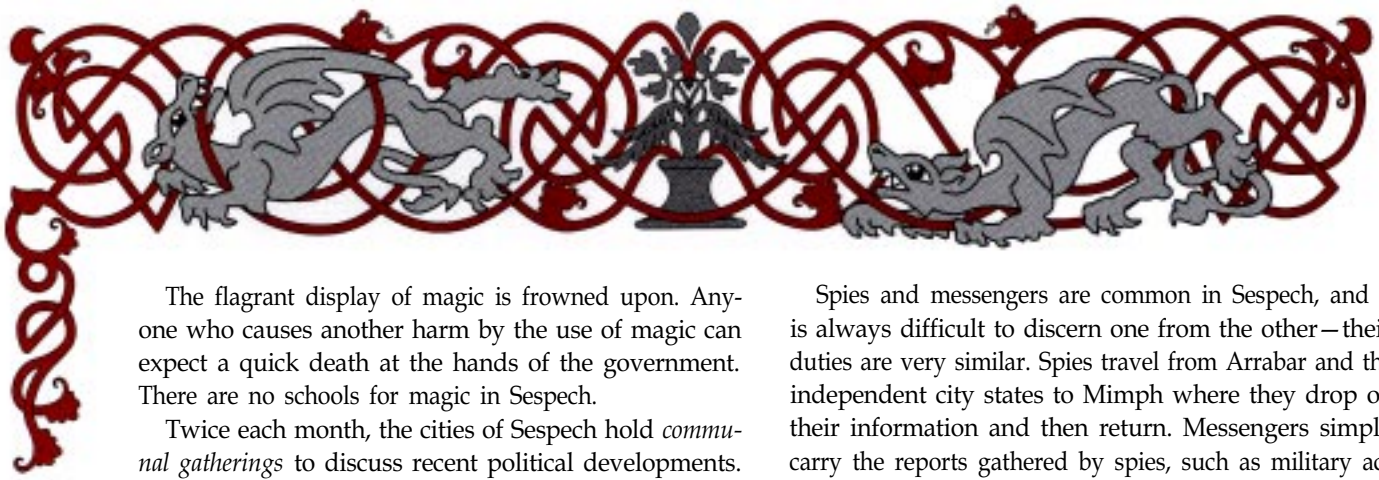 The flagrant display of magic is frowned upon. Any-
one who causes another harm by the use of magic can
expect a quick death at the hands of the government.
There are no schools for magic in Sespech.
Twice each month, the cities of Sespech hold commu-
nal gatherings to discuss recent political developments.
Spies and messengers are common in Sespech, and
is always difficult to discern one from the other—thei
duties are very similar. Spies travel from Arrabar and th
independent city states to Mimph where they drop o
their information and then return. Messengers simpl
carry the reports gathered by spies, such as military ac